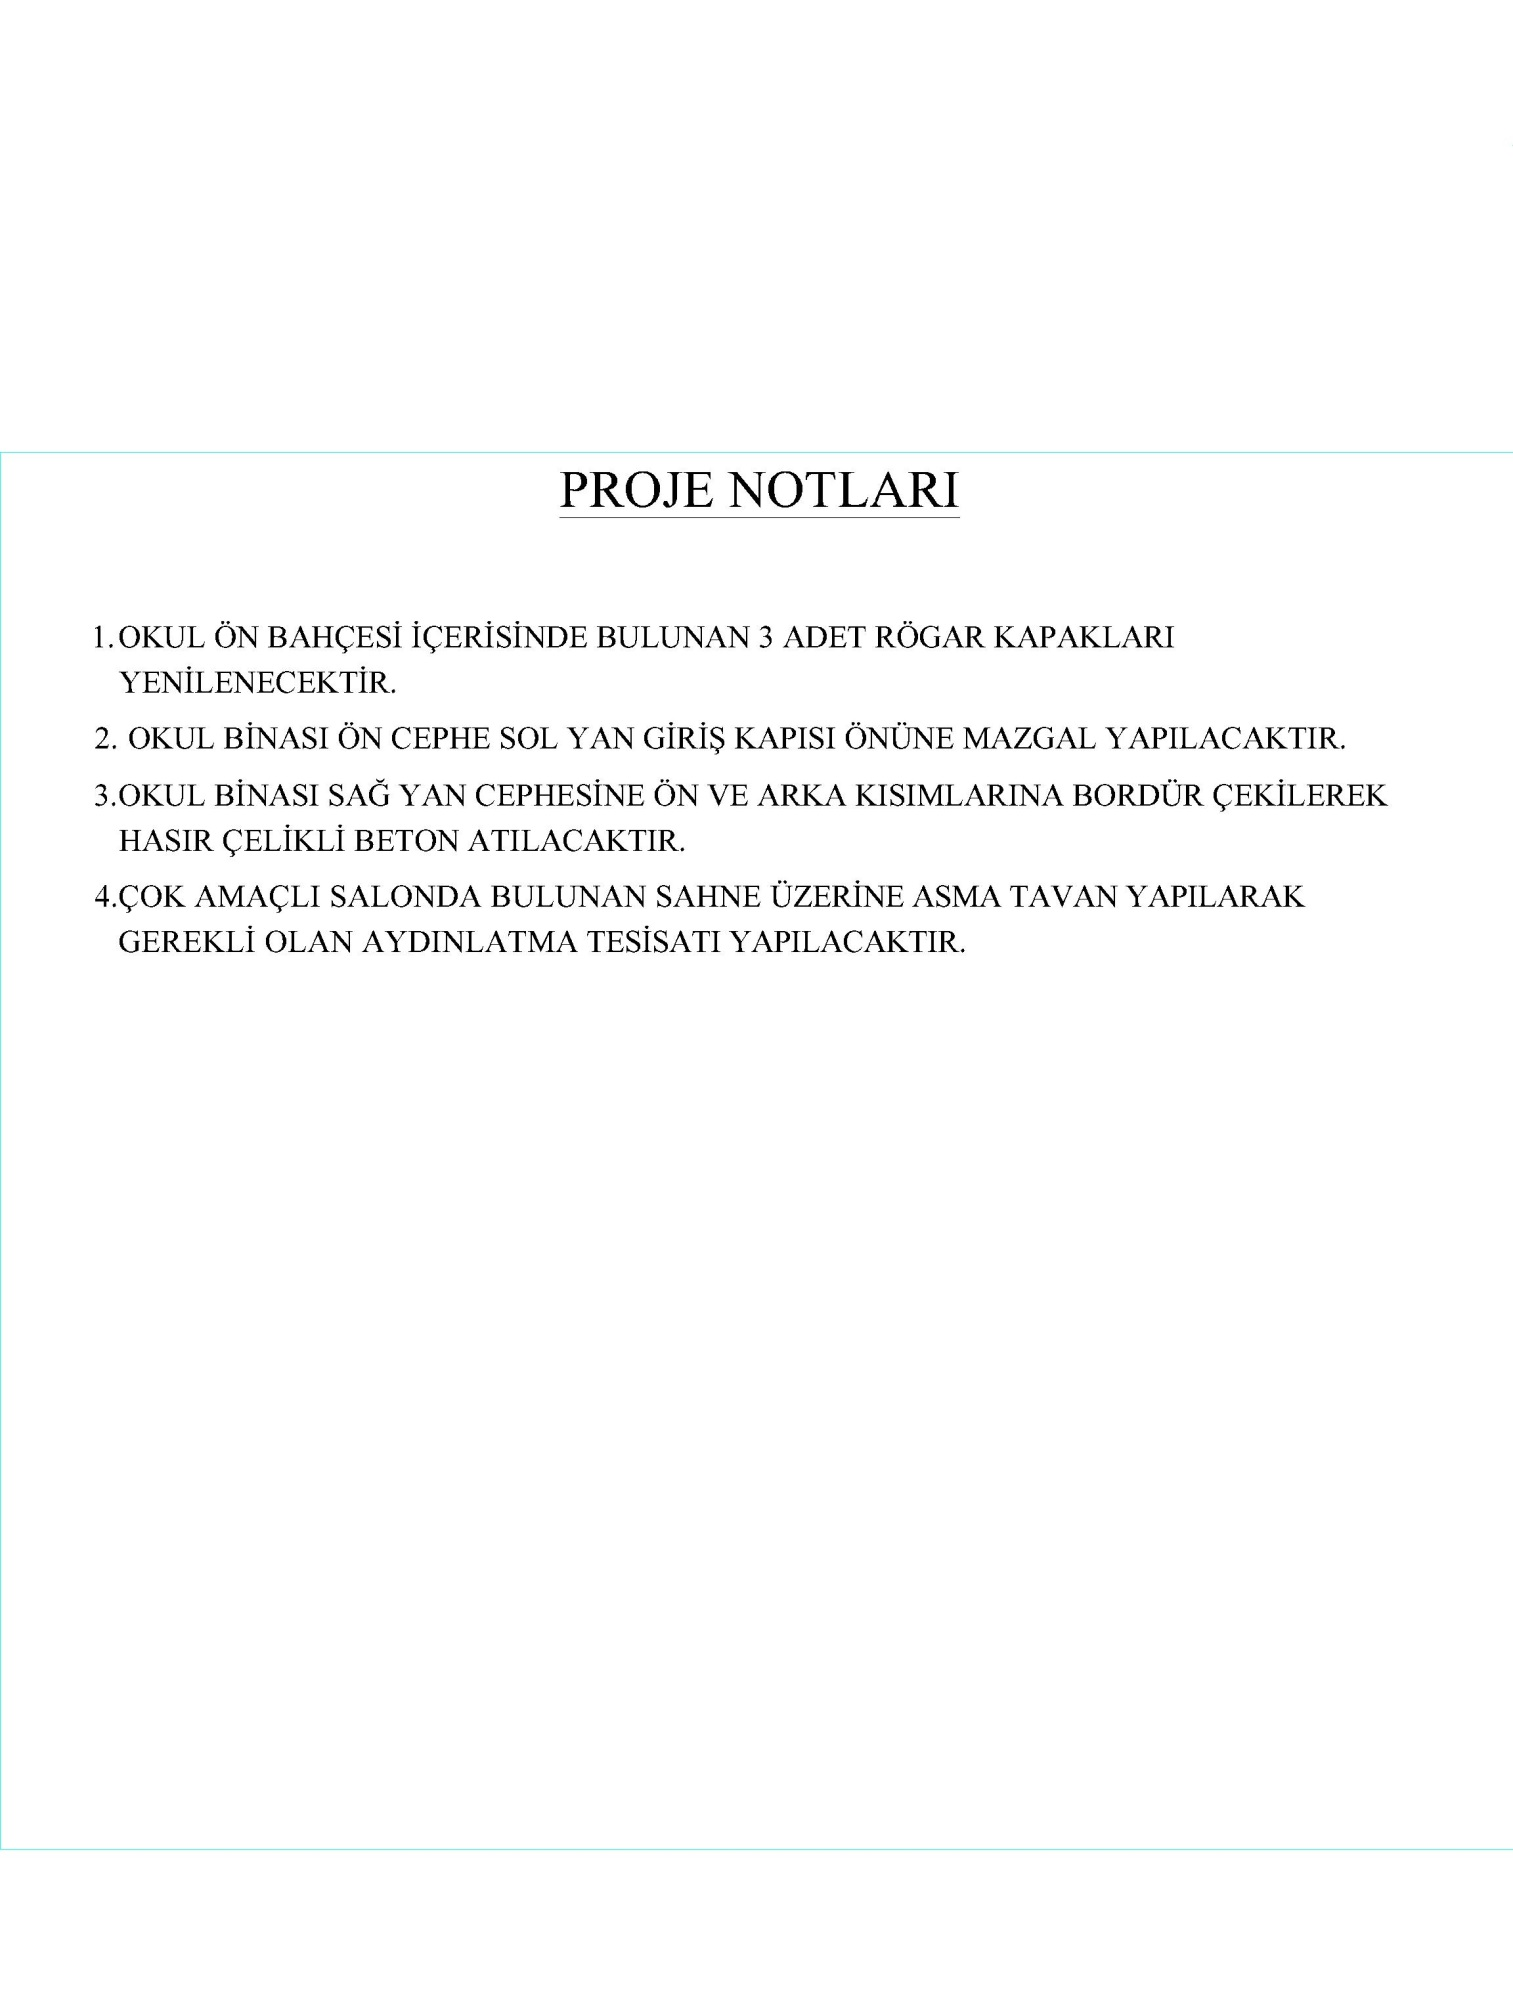 PROJE NOTLARI
1.OKUL ÖN BAHÇESİ İÇERİSİNDE BULUNAN 3 ADET RÖGAR KAPAKLARI
YENİLENECEKTİR.
2. OKUL BİNASI ÖN CEPHE SOL YAN GİRİŞ KAPISI ÖNÜNE MAZGAL YAPILACAKTIR.
3.OKUL BİNASI SAĞ YAN CEPHESİNE ÖN VE ARKA KISIMLARINA BORDÜR ÇEKİLEREK
HASIR ÇELİKLİ BETON ATILACAKTIR.
4.ÇOK AMAÇLI SALONDA BULUNAN SAHNE ÜZERİNE ASMA TAVAN YAPILARAK
GEREKLİ OLAN AYDINLATMA TESİSATI YAPILACAKTIR.